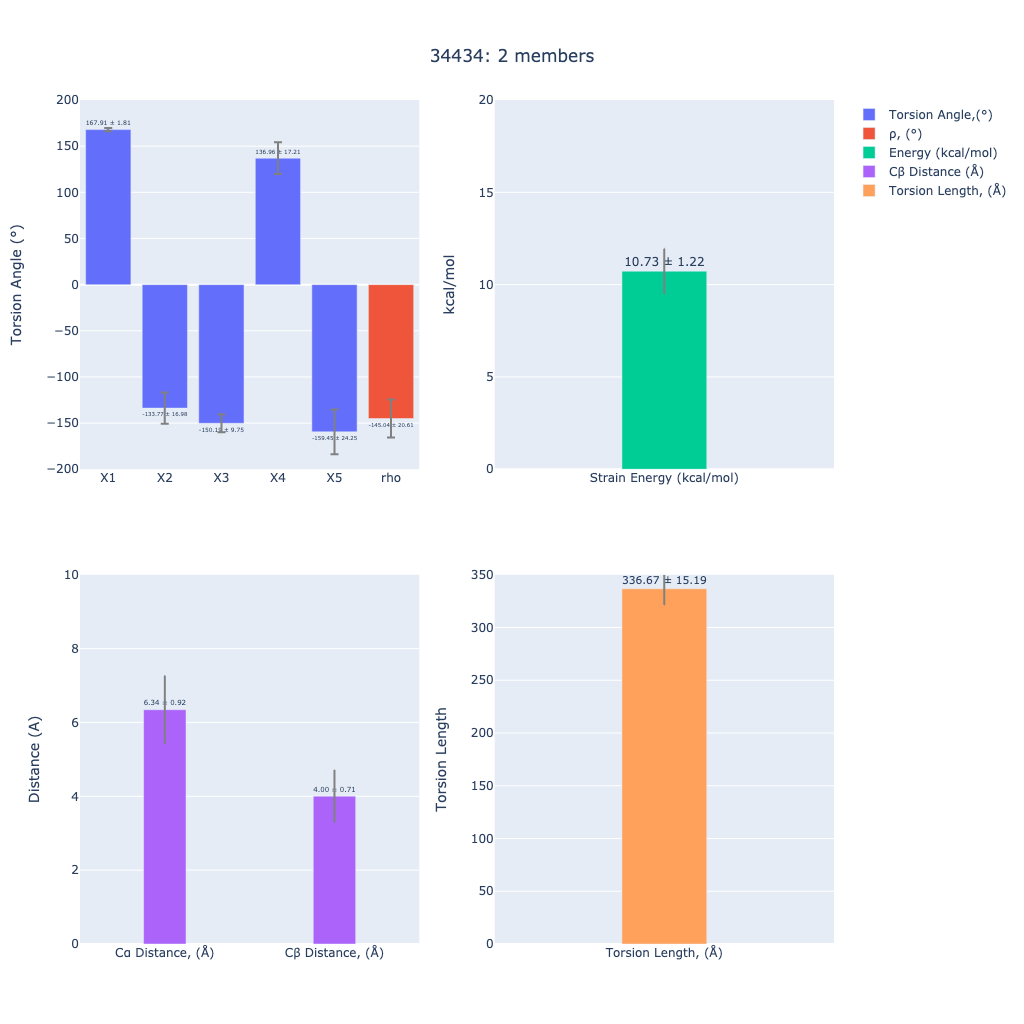 34434: 2 members
Torsion Angle (°)
200
150
100
50
0
−50
−100
−150
−200
167.91 ± 1.81
-133.77 ± 16.98
± 9.75
136.96 ± 17.21
-159.45 ± 24.25
-145.04 ± 20.61
X1 X2 X3 X4 X5 rho
kcal/mol
20
15
10
5
0
10.73 ± 1.22
Strain Energy (kcal/mol)
Torsion Angle,(°)
ρ, (°)
Energy (kcal/mol)
Cβ Distance (Å)
Torsion Length, (Å)
Distance (A)
10
8
6
4
2
0
6.34 ± 0.92
4.00 ± 0.71
Cα Distance, (Å) Cβ Distance, (Å)
Torsion Length
350
300
250
200
150
100
50
0
336.67 ± 15.19
Torsion Length, (Å)